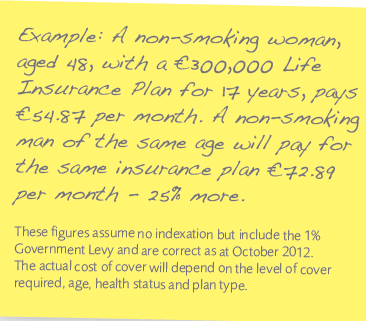 Example: A non-smoking woman,
aged 48, with a €300,000 Life
Insurance Plan for 17 years, pays
€54.87 per month. A non-smoking
man of the same age will pay for
the same insurance plan €72.89
per month - 25% more.
These figures assume no indexation but include the 1%
Government Levy and are correct as at October 2012.
The actual cost of cover will depend on the level of cover
required, age, health status and plan type.